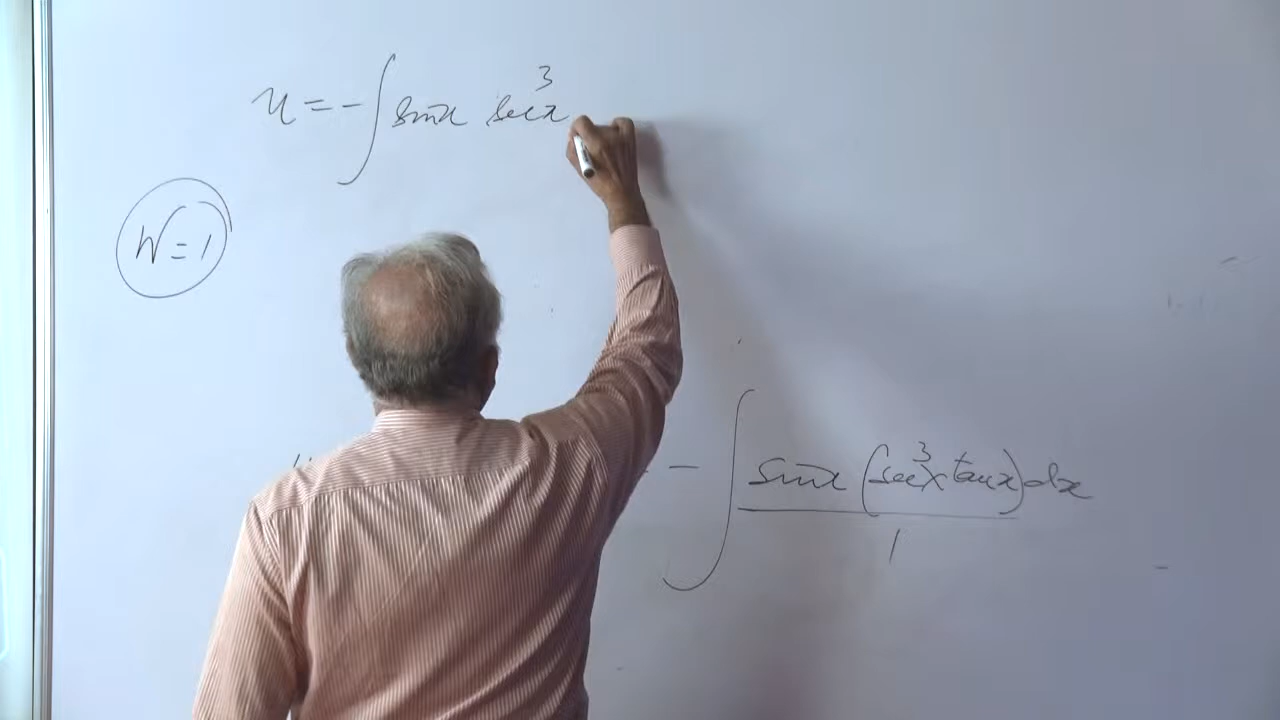 u = - ∫ sinx sec³x
W = 1
- ∫ sinx (sec³x tanx) dx / 1